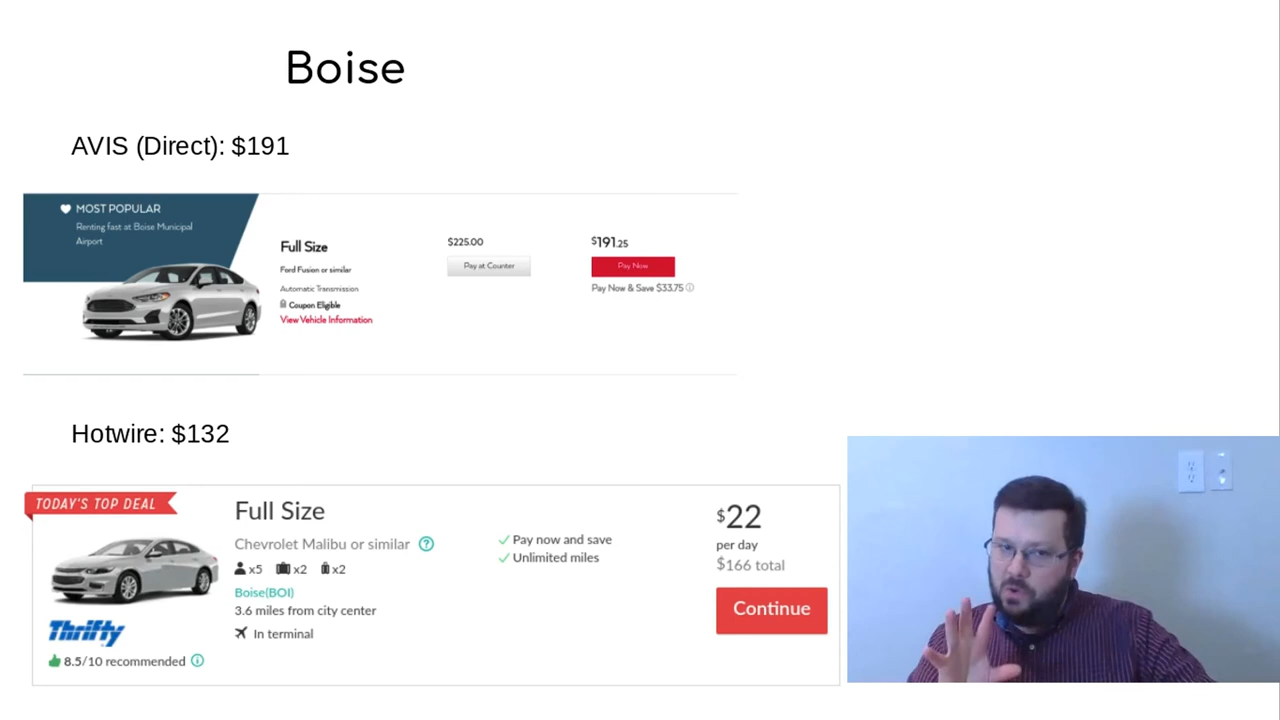 Boise
AVIS (Direct): $191
MOST POPULAR
Renting fast at Boise Municipal
Airport
Full Size
Ford Fusion or similar
Automatic Transmission
Coupon Eligible
View Vehicle Information
$225.00
Pay at Counter
$191.25
Pay Now
Pay Now & Save $33.75
Hotwire: $132
TODAY'S TOP DEAL
Thrifty
8.5/10 recommended
Full Size
Chevrolet Malibu or similar
x5 x2 x2
Boise(BOI)
3.6 miles from city center
In terminal
Pay now and save
Unlimited miles
$22
per day
$166 total
Continue